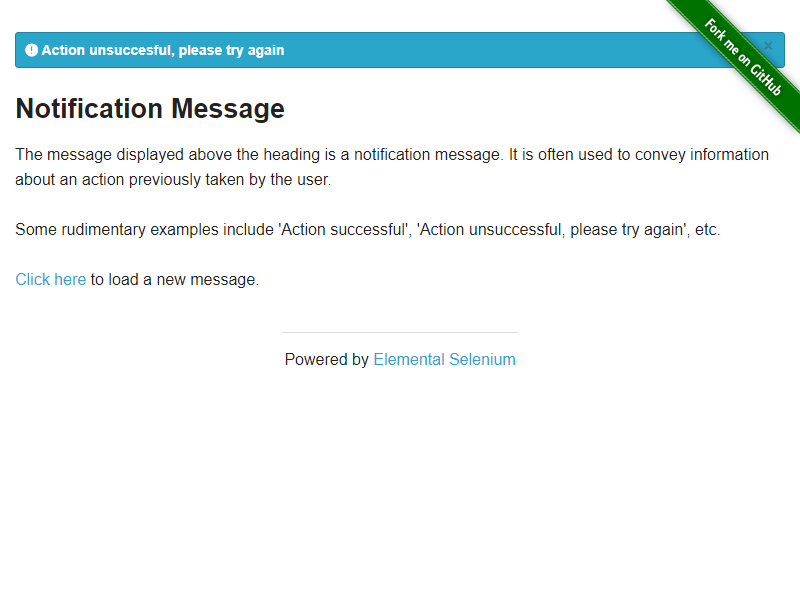 Action unsuccesful, please try again
×
Fork me on GitHub
Notification Message
The message displayed above the heading is a notification message. It is often used to convey information
about an action previously taken by the user.
Some rudimentary examples include 'Action successful', 'Action unsuccessful, please try again', etc.
Click here to load a new message.
Powered by Elemental Selenium